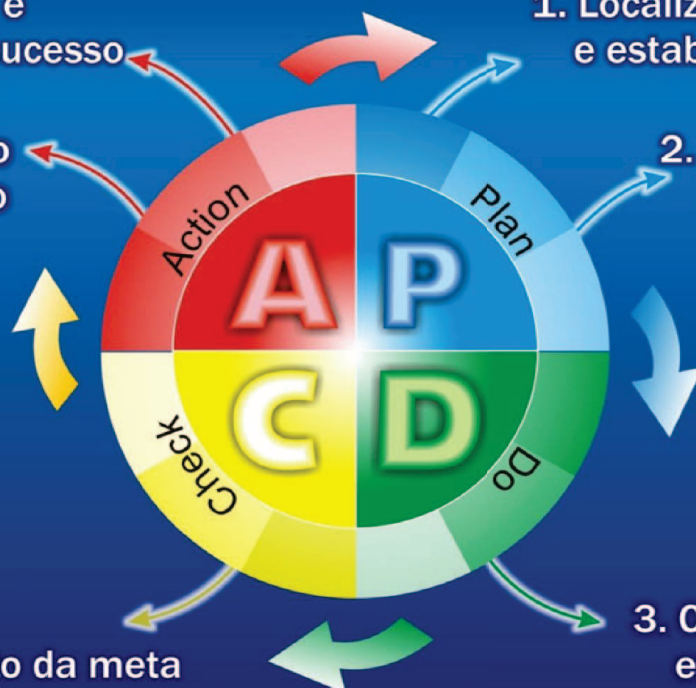 e
ucesso
o
o
1. Localiz
e estab
2.
Action
Plan
A P
C D
Check
Do
o da meta
3. C
e